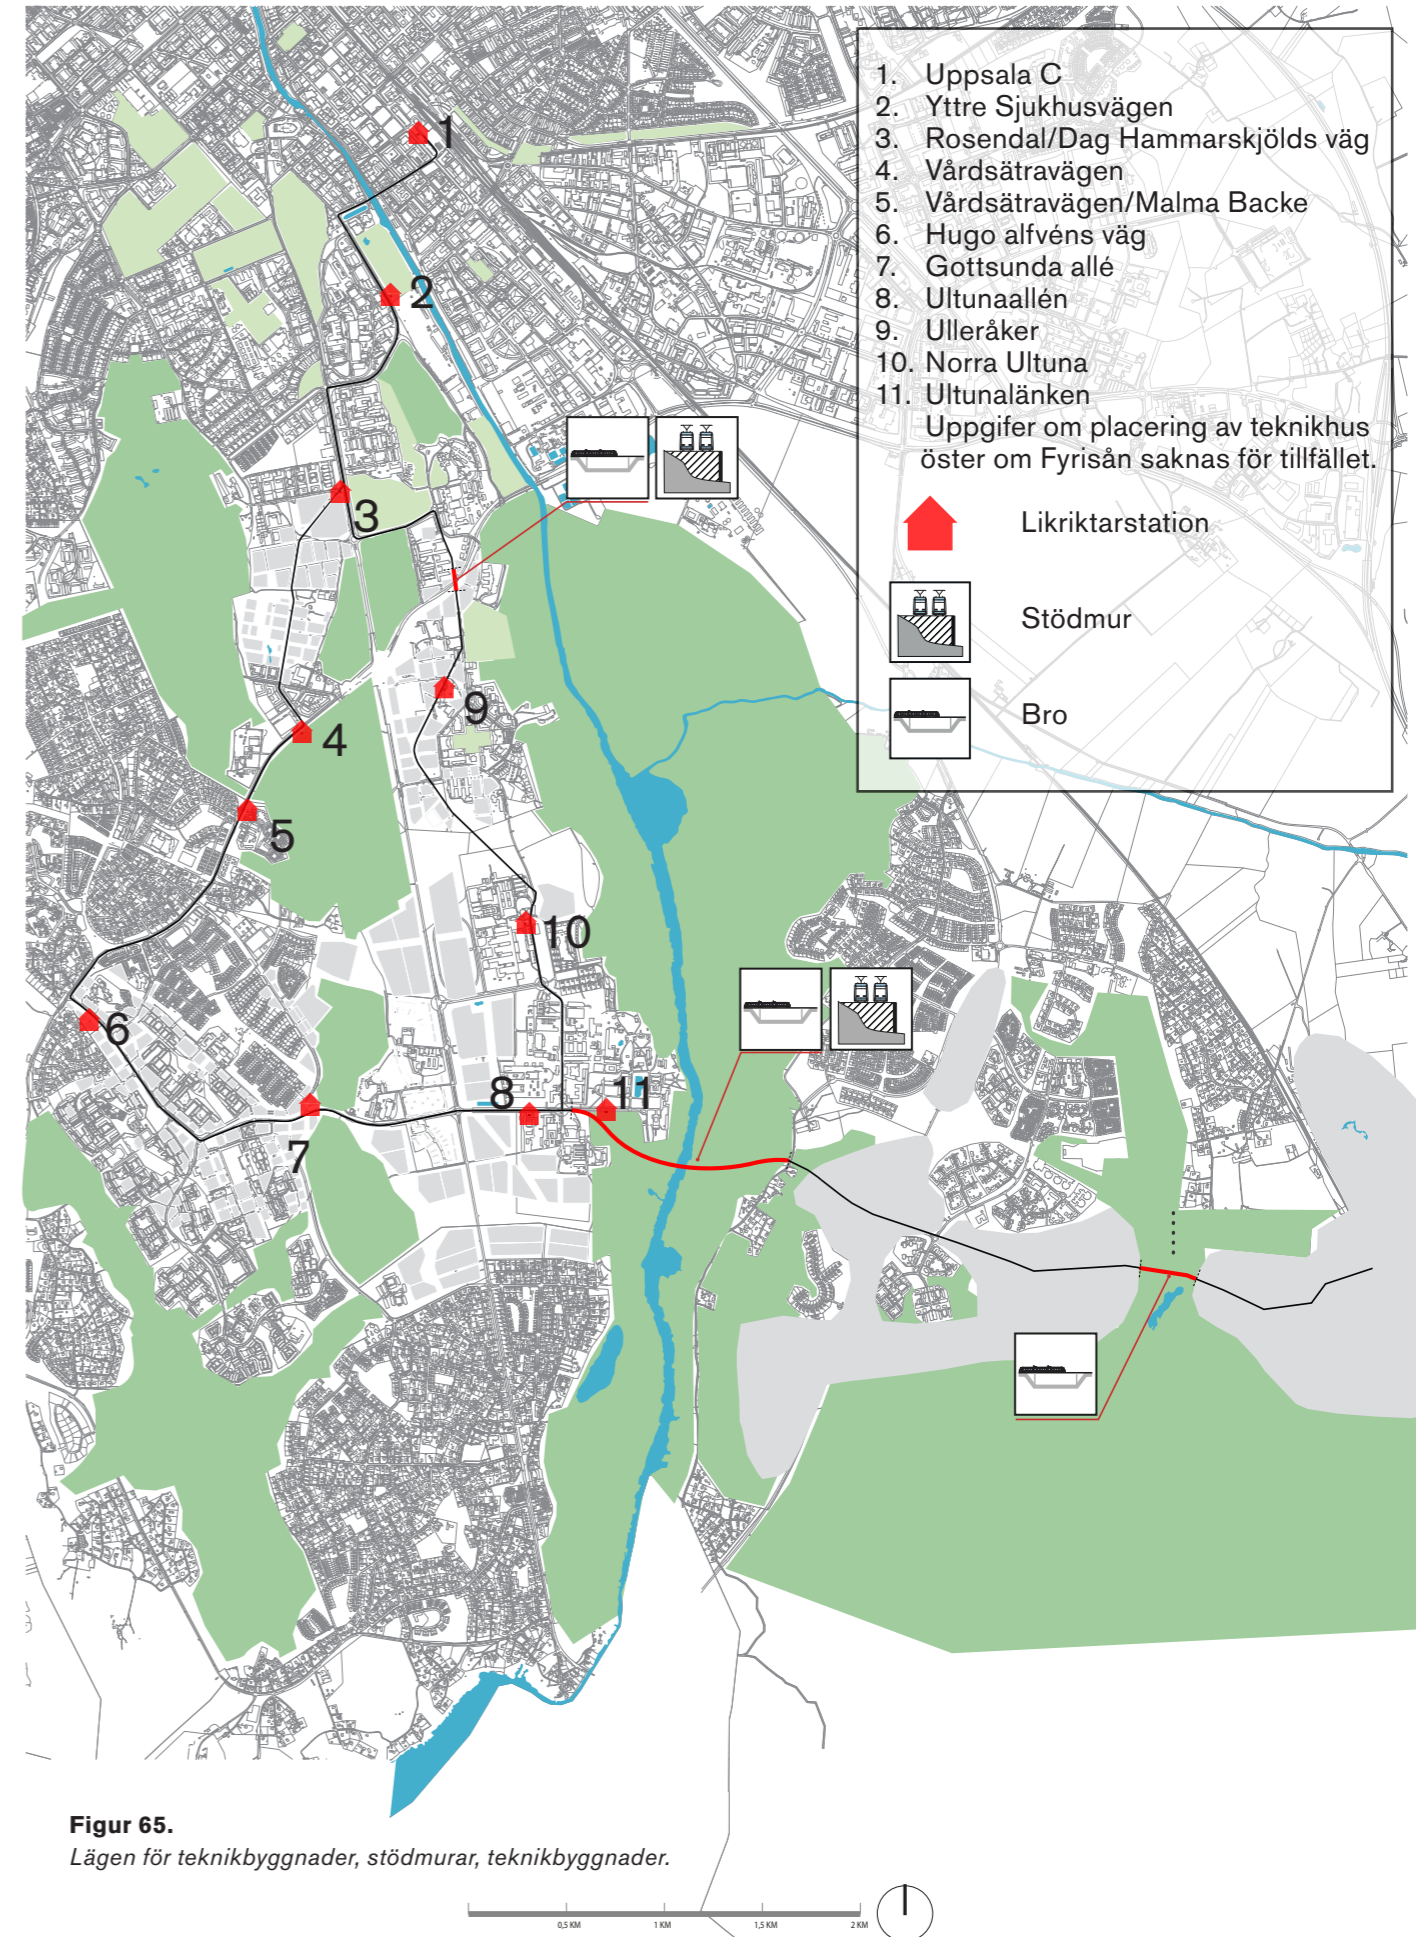 1. Uppsala C
2. Yttre Sjukhusvägen
3. Rosendal/Dag Hammarskjölds väg
4. Vårdsätravägen
5. Vårdsätravägen/Malma Backe
6. Hugo alfvéns väg
7. Gottsunda allé
8. Ultunaallén
9. Ulleråker
10. Norra Ultuna
11. Ultunalänken
Uppgifer om placering av teknikhus
öster om Fyrisån saknas för tillfället.
Likriktarstation
Stödmur
Bro
1
2
3
4
5
6
7
8
9
10
11
Figur 65.
Lägen för teknikbyggnader, stödmurar, teknikbyggnader.
0,5 KM 1 KM 1,5 KM 2 KM